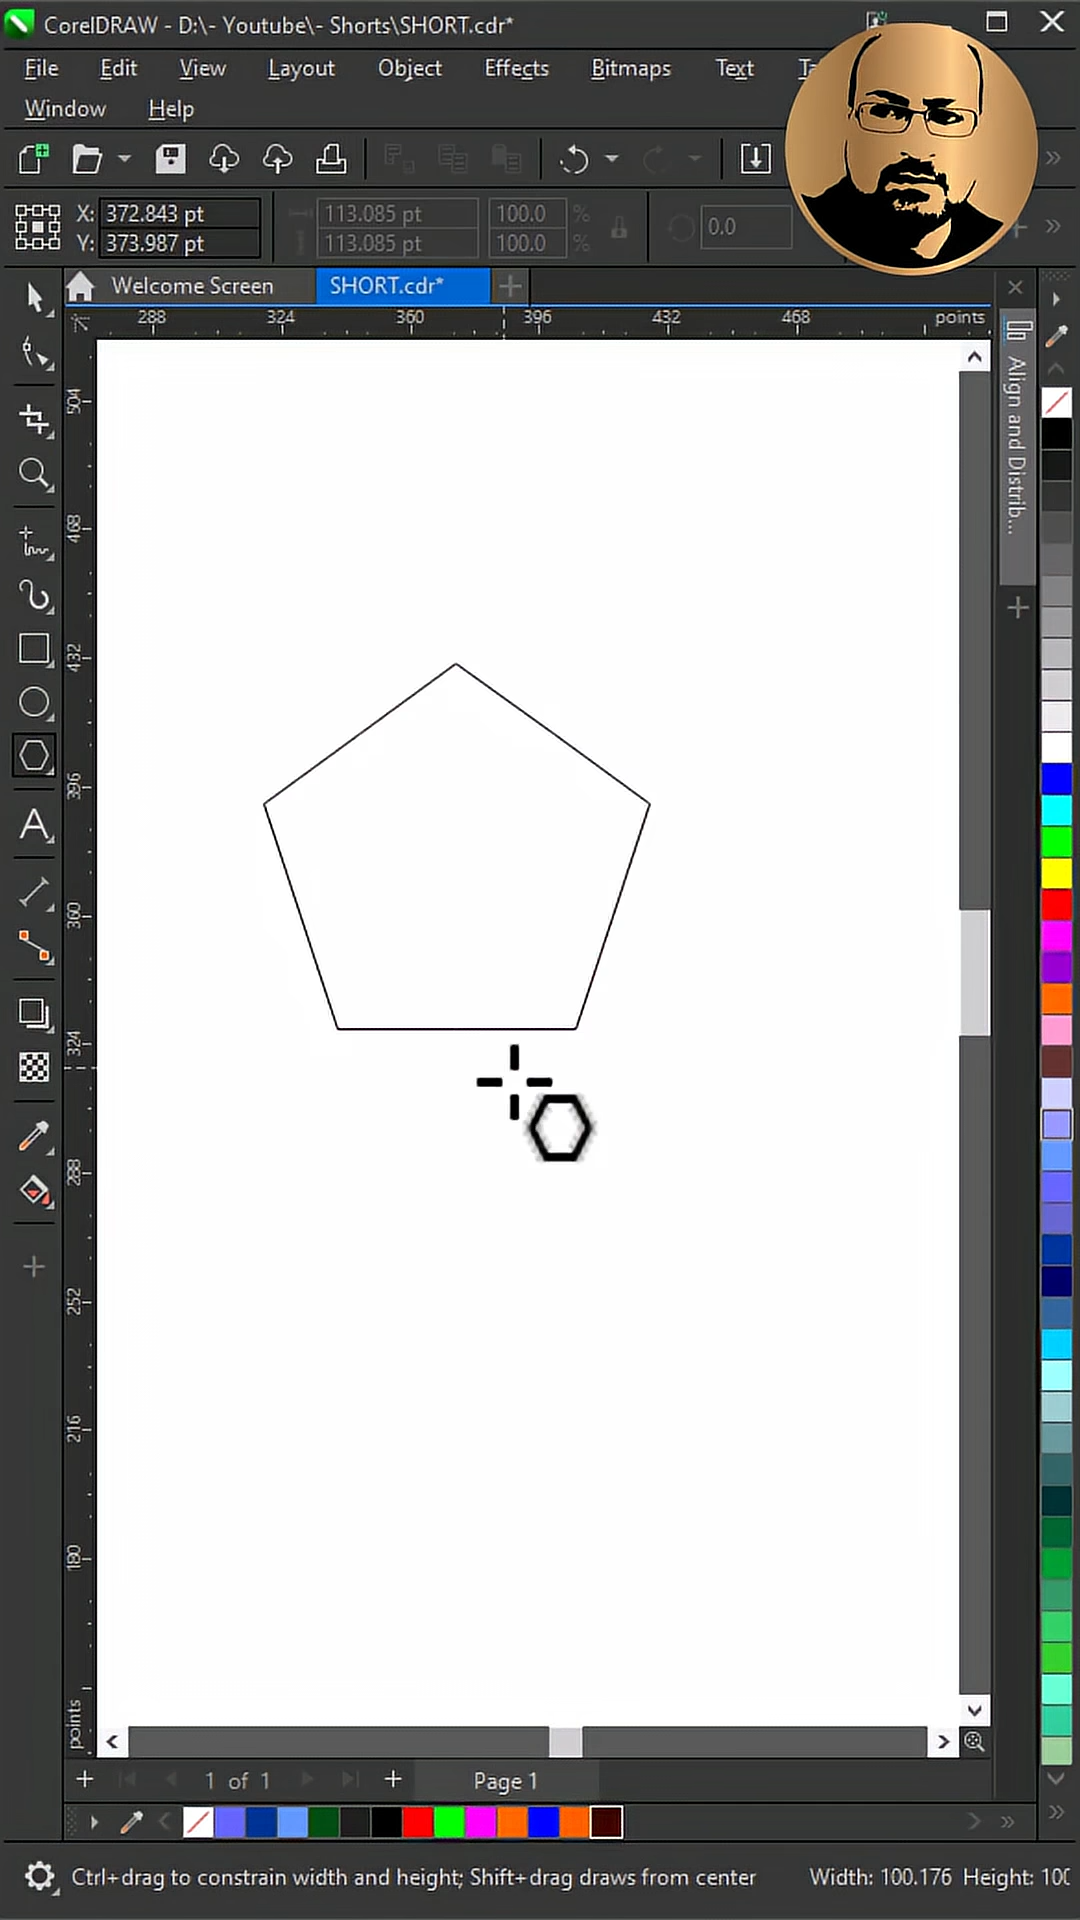 CorelDRAW - D:\- Youtube\- Shorts\SHORT.cdr*
File Edit View Layout Object Effects Bitmaps Text
Window Help
X: 372.843 pt 113.085 pt 100.0 %
Y: 373.987 pt 113.085 pt 100.0 %
0.0
Welcome Screen SHORT.cdr*
288 324 360 396 432 468 points
Align and Distrib...
504
468
432
396
360
324
288
252
216
180
points
1 of 1 Page 1
Ctrl+drag to constrain width and height; Shift+drag draws from center Width: 100.176 Height: 100